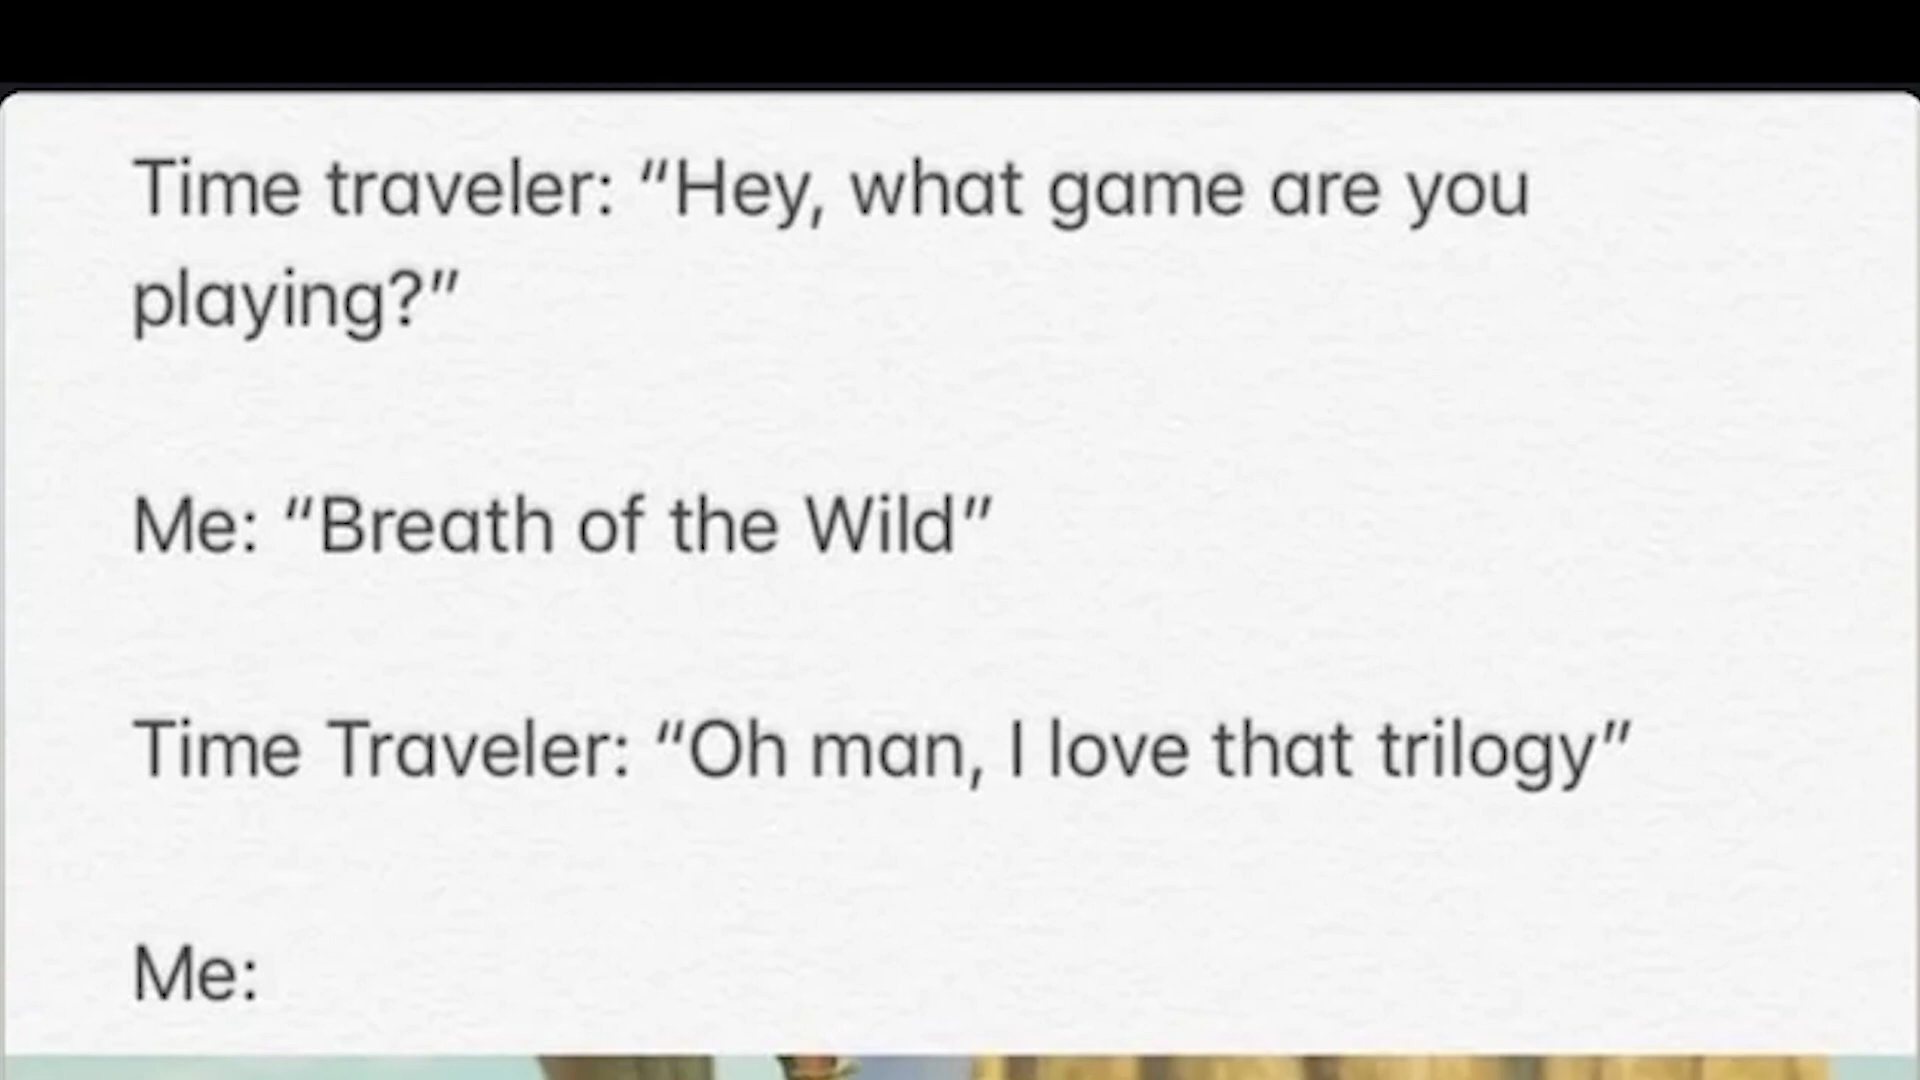 Time traveler: “Hey, what game are you
playing?”
Me: “Breath of the Wild”
Time Traveler: “Oh man, I love that trilogy”
Me: